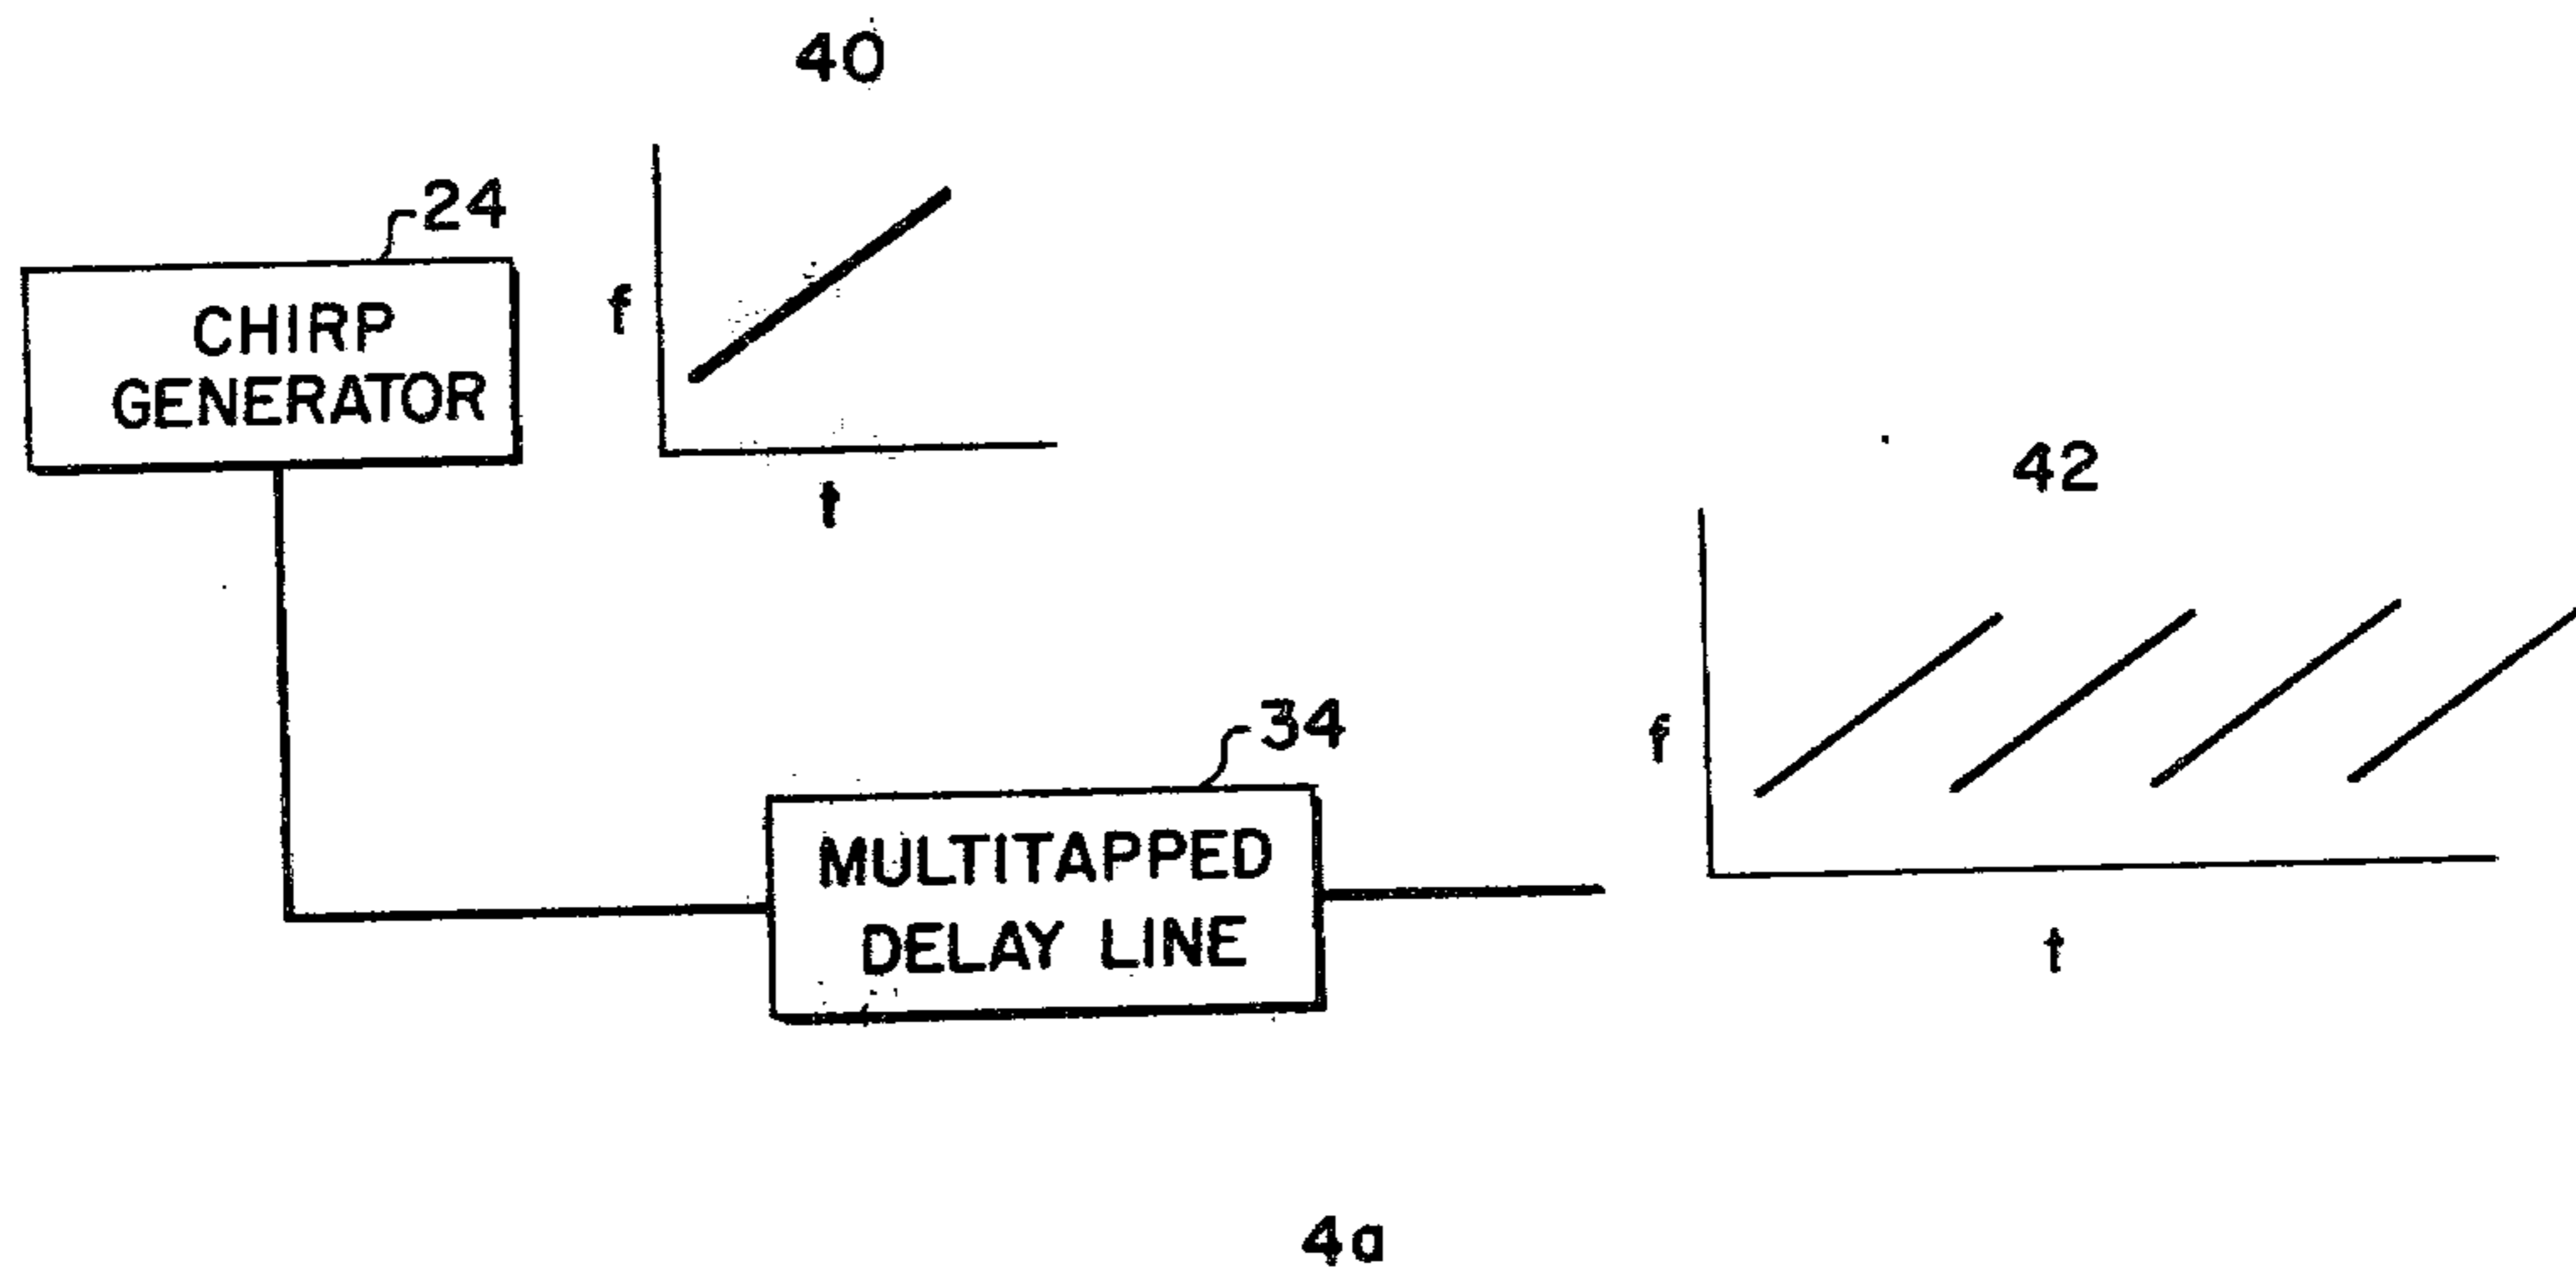 40
24
CHIRP
GENERATOR
f
t
42
f
t
34
MULTITAPPED
DELAY LINE
4a